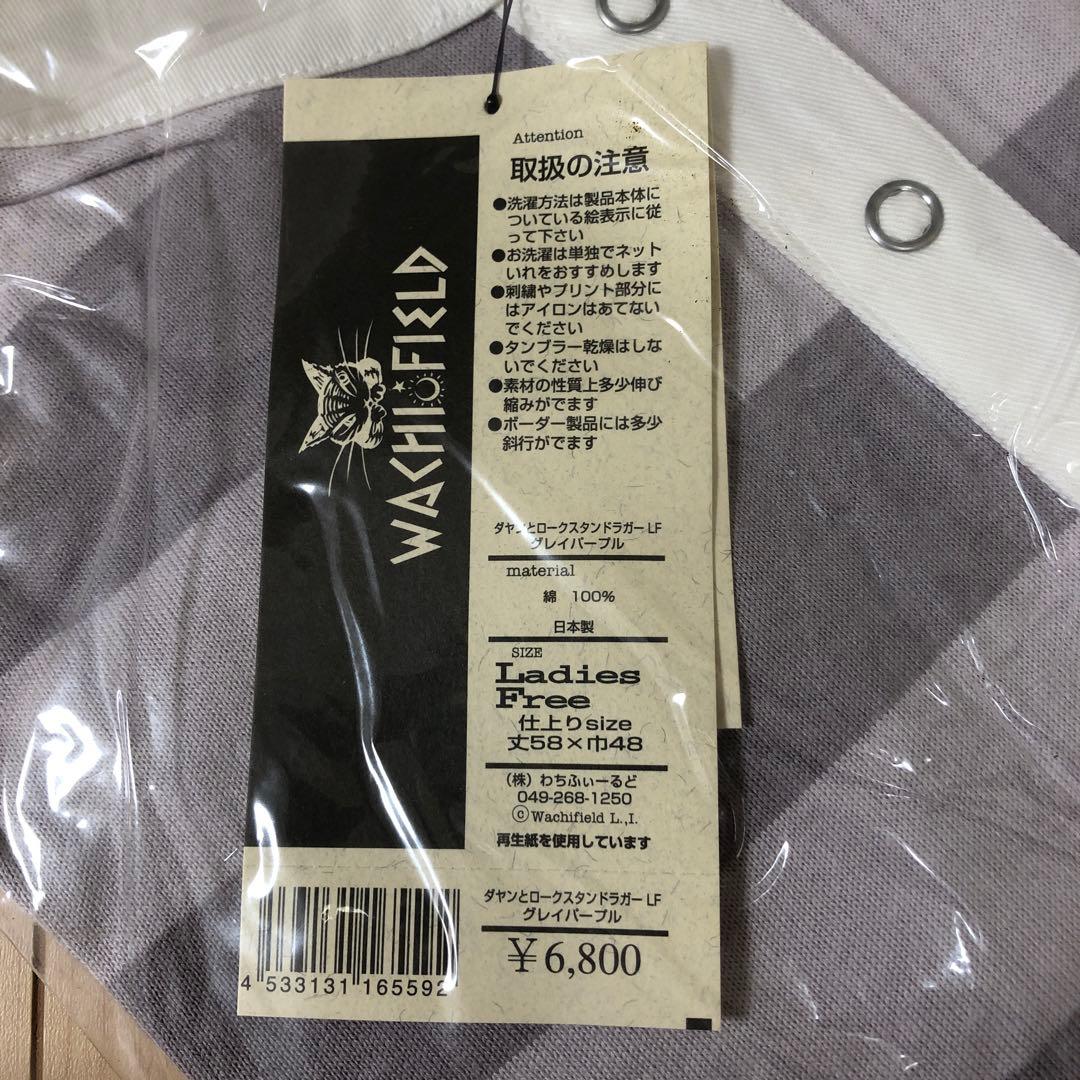 WACHIFIELD
Attention
取扱の注意
●洗濯方法は製品本体に
ついている絵表示に従
って下さい
●お洗濯は単独でネット
いれをおすすめします
●刺繍やプリント部分に
はアイロンはあてない
でください
●タンブラー乾燥はしな
いでください
●素材の性質上多少伸び
縮みがでます
●ボーダー製品には多少
斜行がでます
ダヤンとロークスタンドラガー LF
グレイパープル
material
綿 100%
日本製
SIZE
Ladies
Free
仕上りsize
丈58×巾48
(株)わちふぃーるど
049-268-1250
©Wachifield L.,I.
再生紙を使用しています
ダヤンとロークスタンドラガー LF
グレイパープル
¥6,800
4 533131 165592